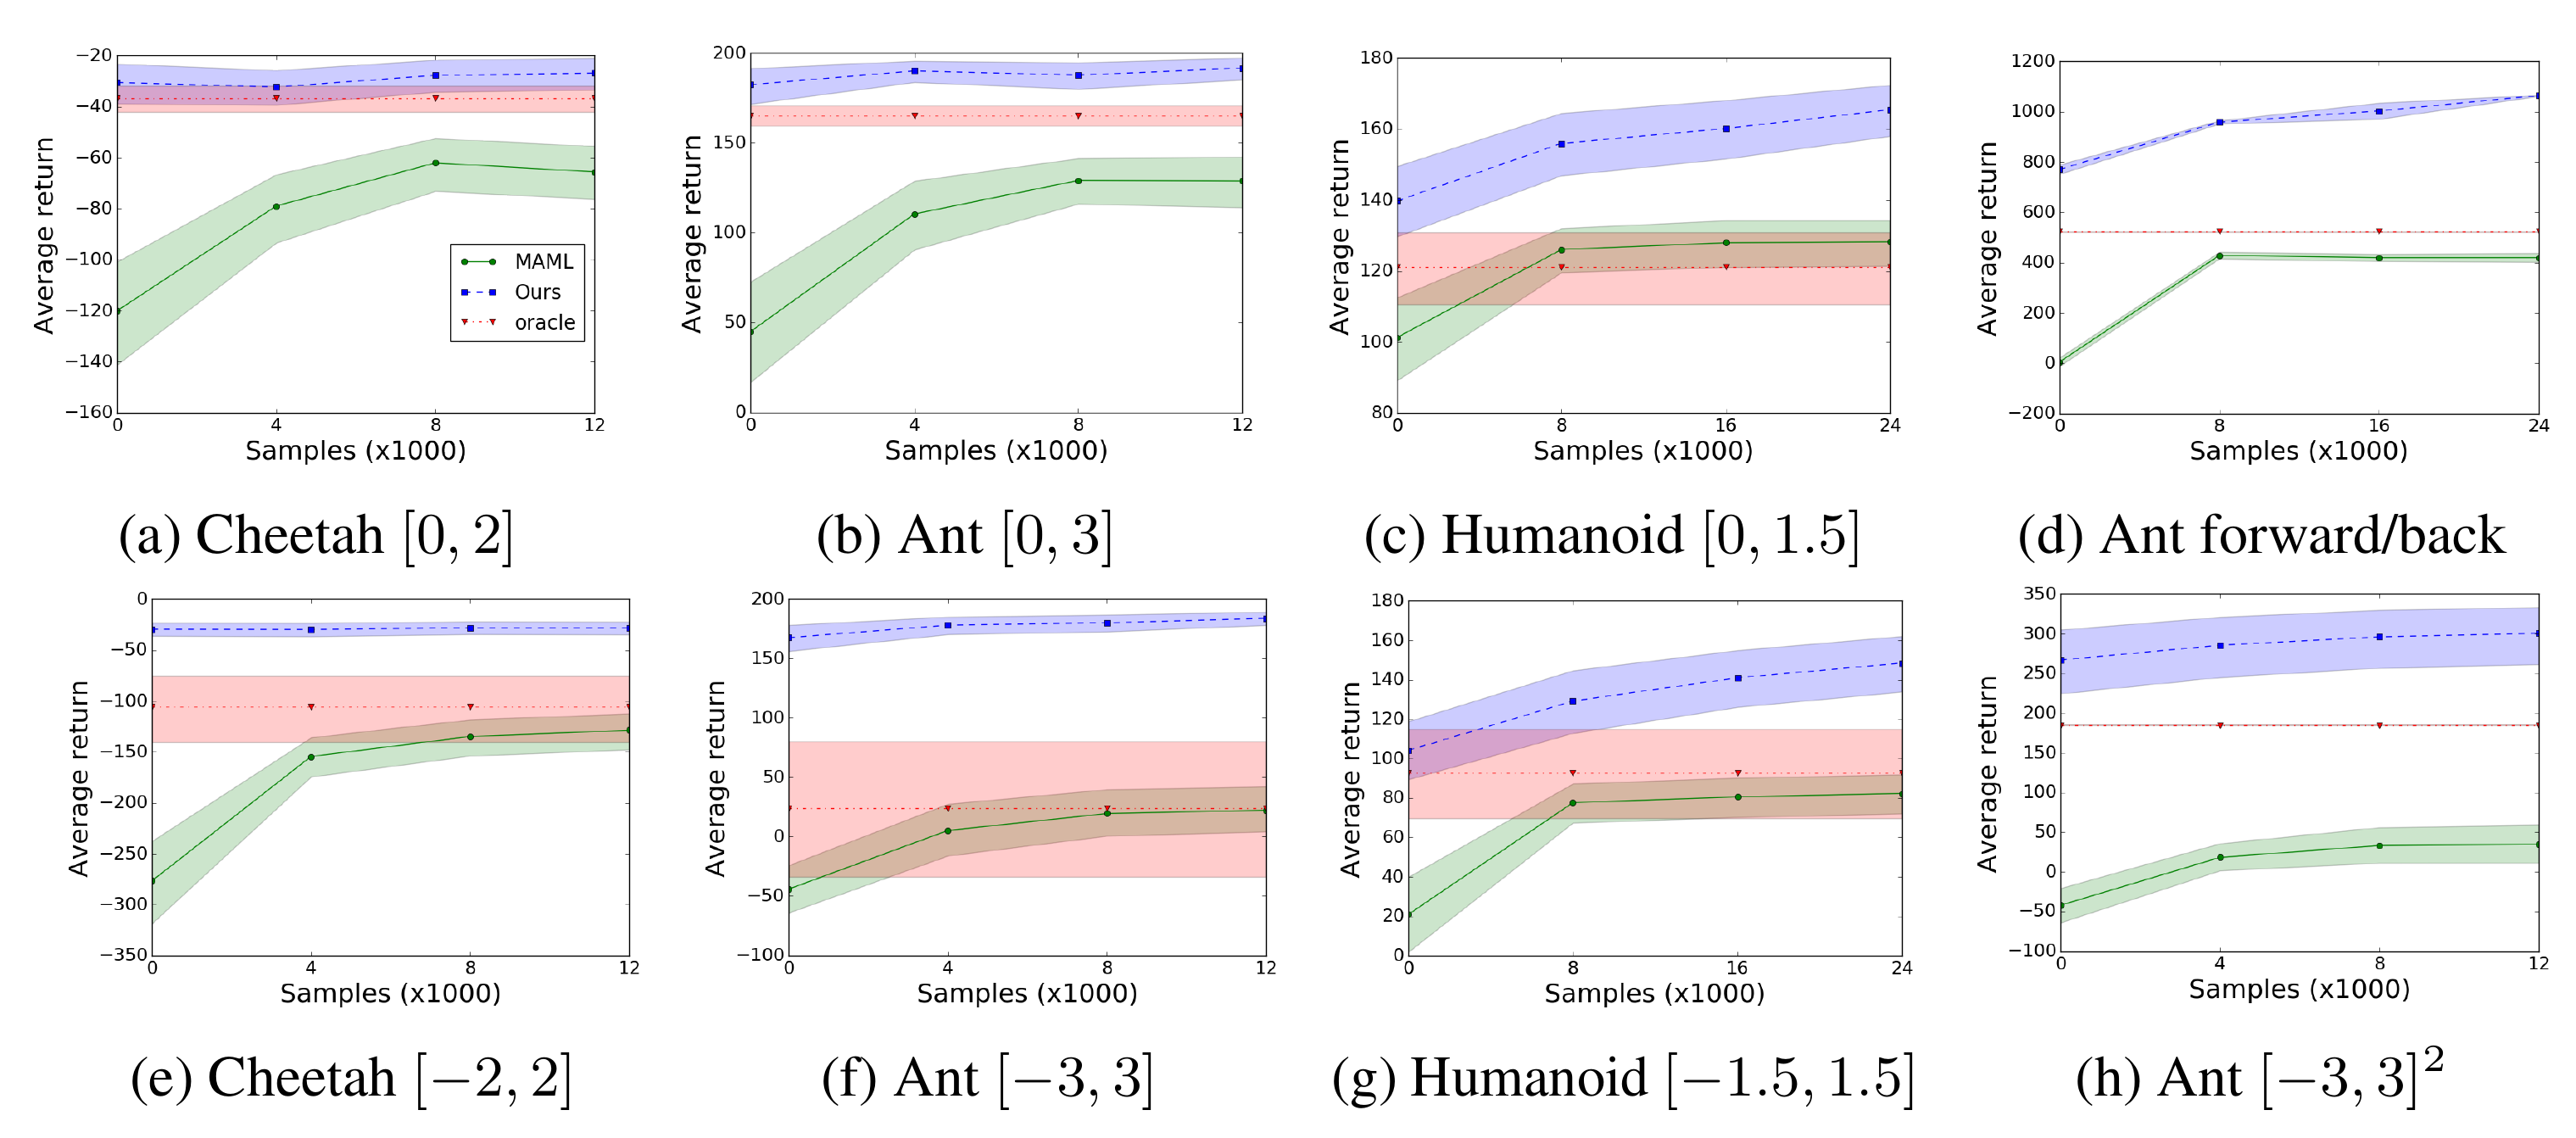 −20
−40
−60
−80
−100
−120
−140
−160
0 4 8 12
Average return
Samples (x1000)
MAML
Ours
oracle
(a) Cheetah [0, 2]
200
150
100
50
0
0 4 8 12
Average return
Samples (x1000)
(b) Ant [0, 3]
180
160
140
120
100
80
0 8 16 24
Average return
Samples (x1000)
(c) Humanoid [0, 1.5]
1200
1000
800
600
400
200
0
−200
0 8 16 24
Average return
Samples (x1000)
(d) Ant forward/back
0
−50
−100
−150
−200
−250
−300
−350
0 4 8 12
Average return
Samples (x1000)
(e) Cheetah [−2, 2]
200
150
100
50
0
−50
−100
0 4 8 12
Average return
Samples (x1000)
(f) Ant [−3, 3]
180
160
140
120
100
80
60
40
20
0
0 8 16 24
Average return
Samples (x1000)
(g) Humanoid [−1.5, 1.5]
350
300
250
200
150
100
50
0
−50
−100
0 4 8 12
Average return
Samples (x1000)
(h) Ant [−3, 3]²